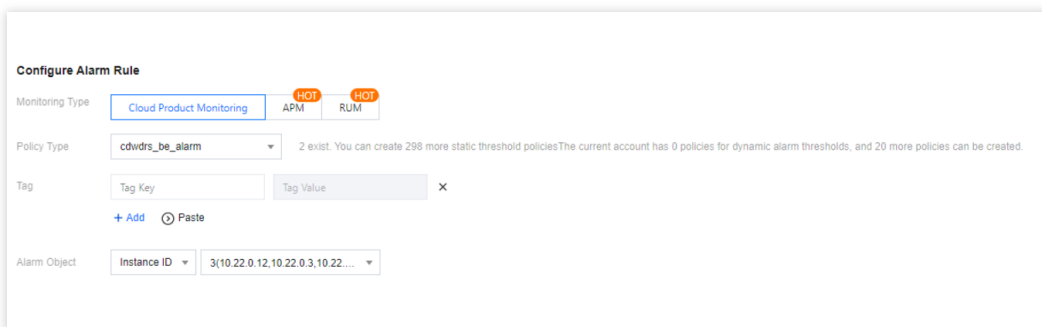 Configure Alarm Rule
Monitoring Type
Cloud Product Monitoring
APM
HOT
RUM
HOT
Policy Type
cdwdrs_be_alarm
2 exist. You can create 298 more static threshold policiesThe current account has 0 policies for dynamic alarm thresholds, and 20 more policies can be created.
Tag
Tag Key
Tag Value
+ Add
Paste
Alarm Object
Instance ID
3(10.22.0.12,10.22.0.3,10.22....